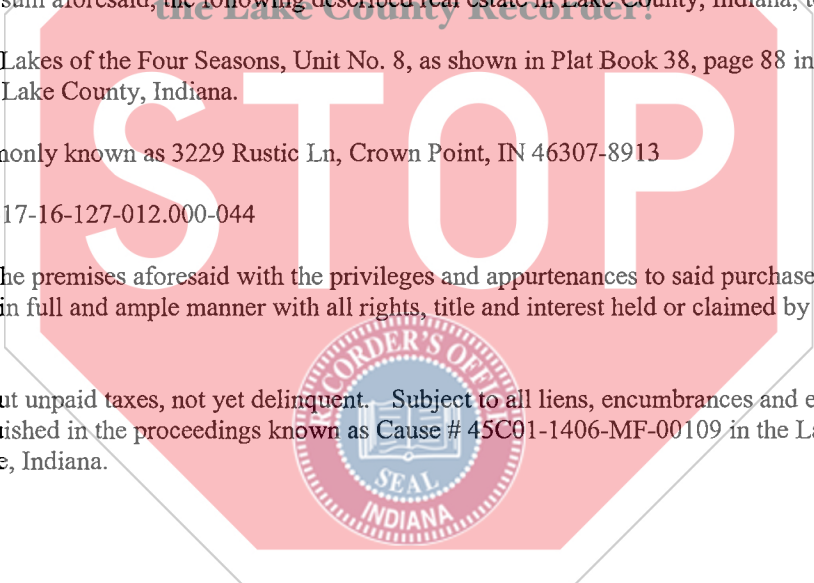 sum aforesaid, the following described real estate in Lake County, Indiana, t
the Lake County Recorder!
Lakes of the Four Seasons, Unit No. 8, as shown in Plat Book 38, page 88 in
Lake County, Indiana.
monly known as 3229 Rustic Ln, Crown Point, IN 46307-8913
17-16-127-012.000-044
he premises aforesaid with the privileges and appurtenances to said purchase
in full and ample manner with all rights, title and interest held or claimed by
ut unpaid taxes, not yet delinquent. Subject to all liens, encumbrances and e
uished in the proceedings known as Cause # 45C01-1406-MF-00109 in the La
e, Indiana.
STOP
RECORDER'S OFFICE
SEAL
INDIANA